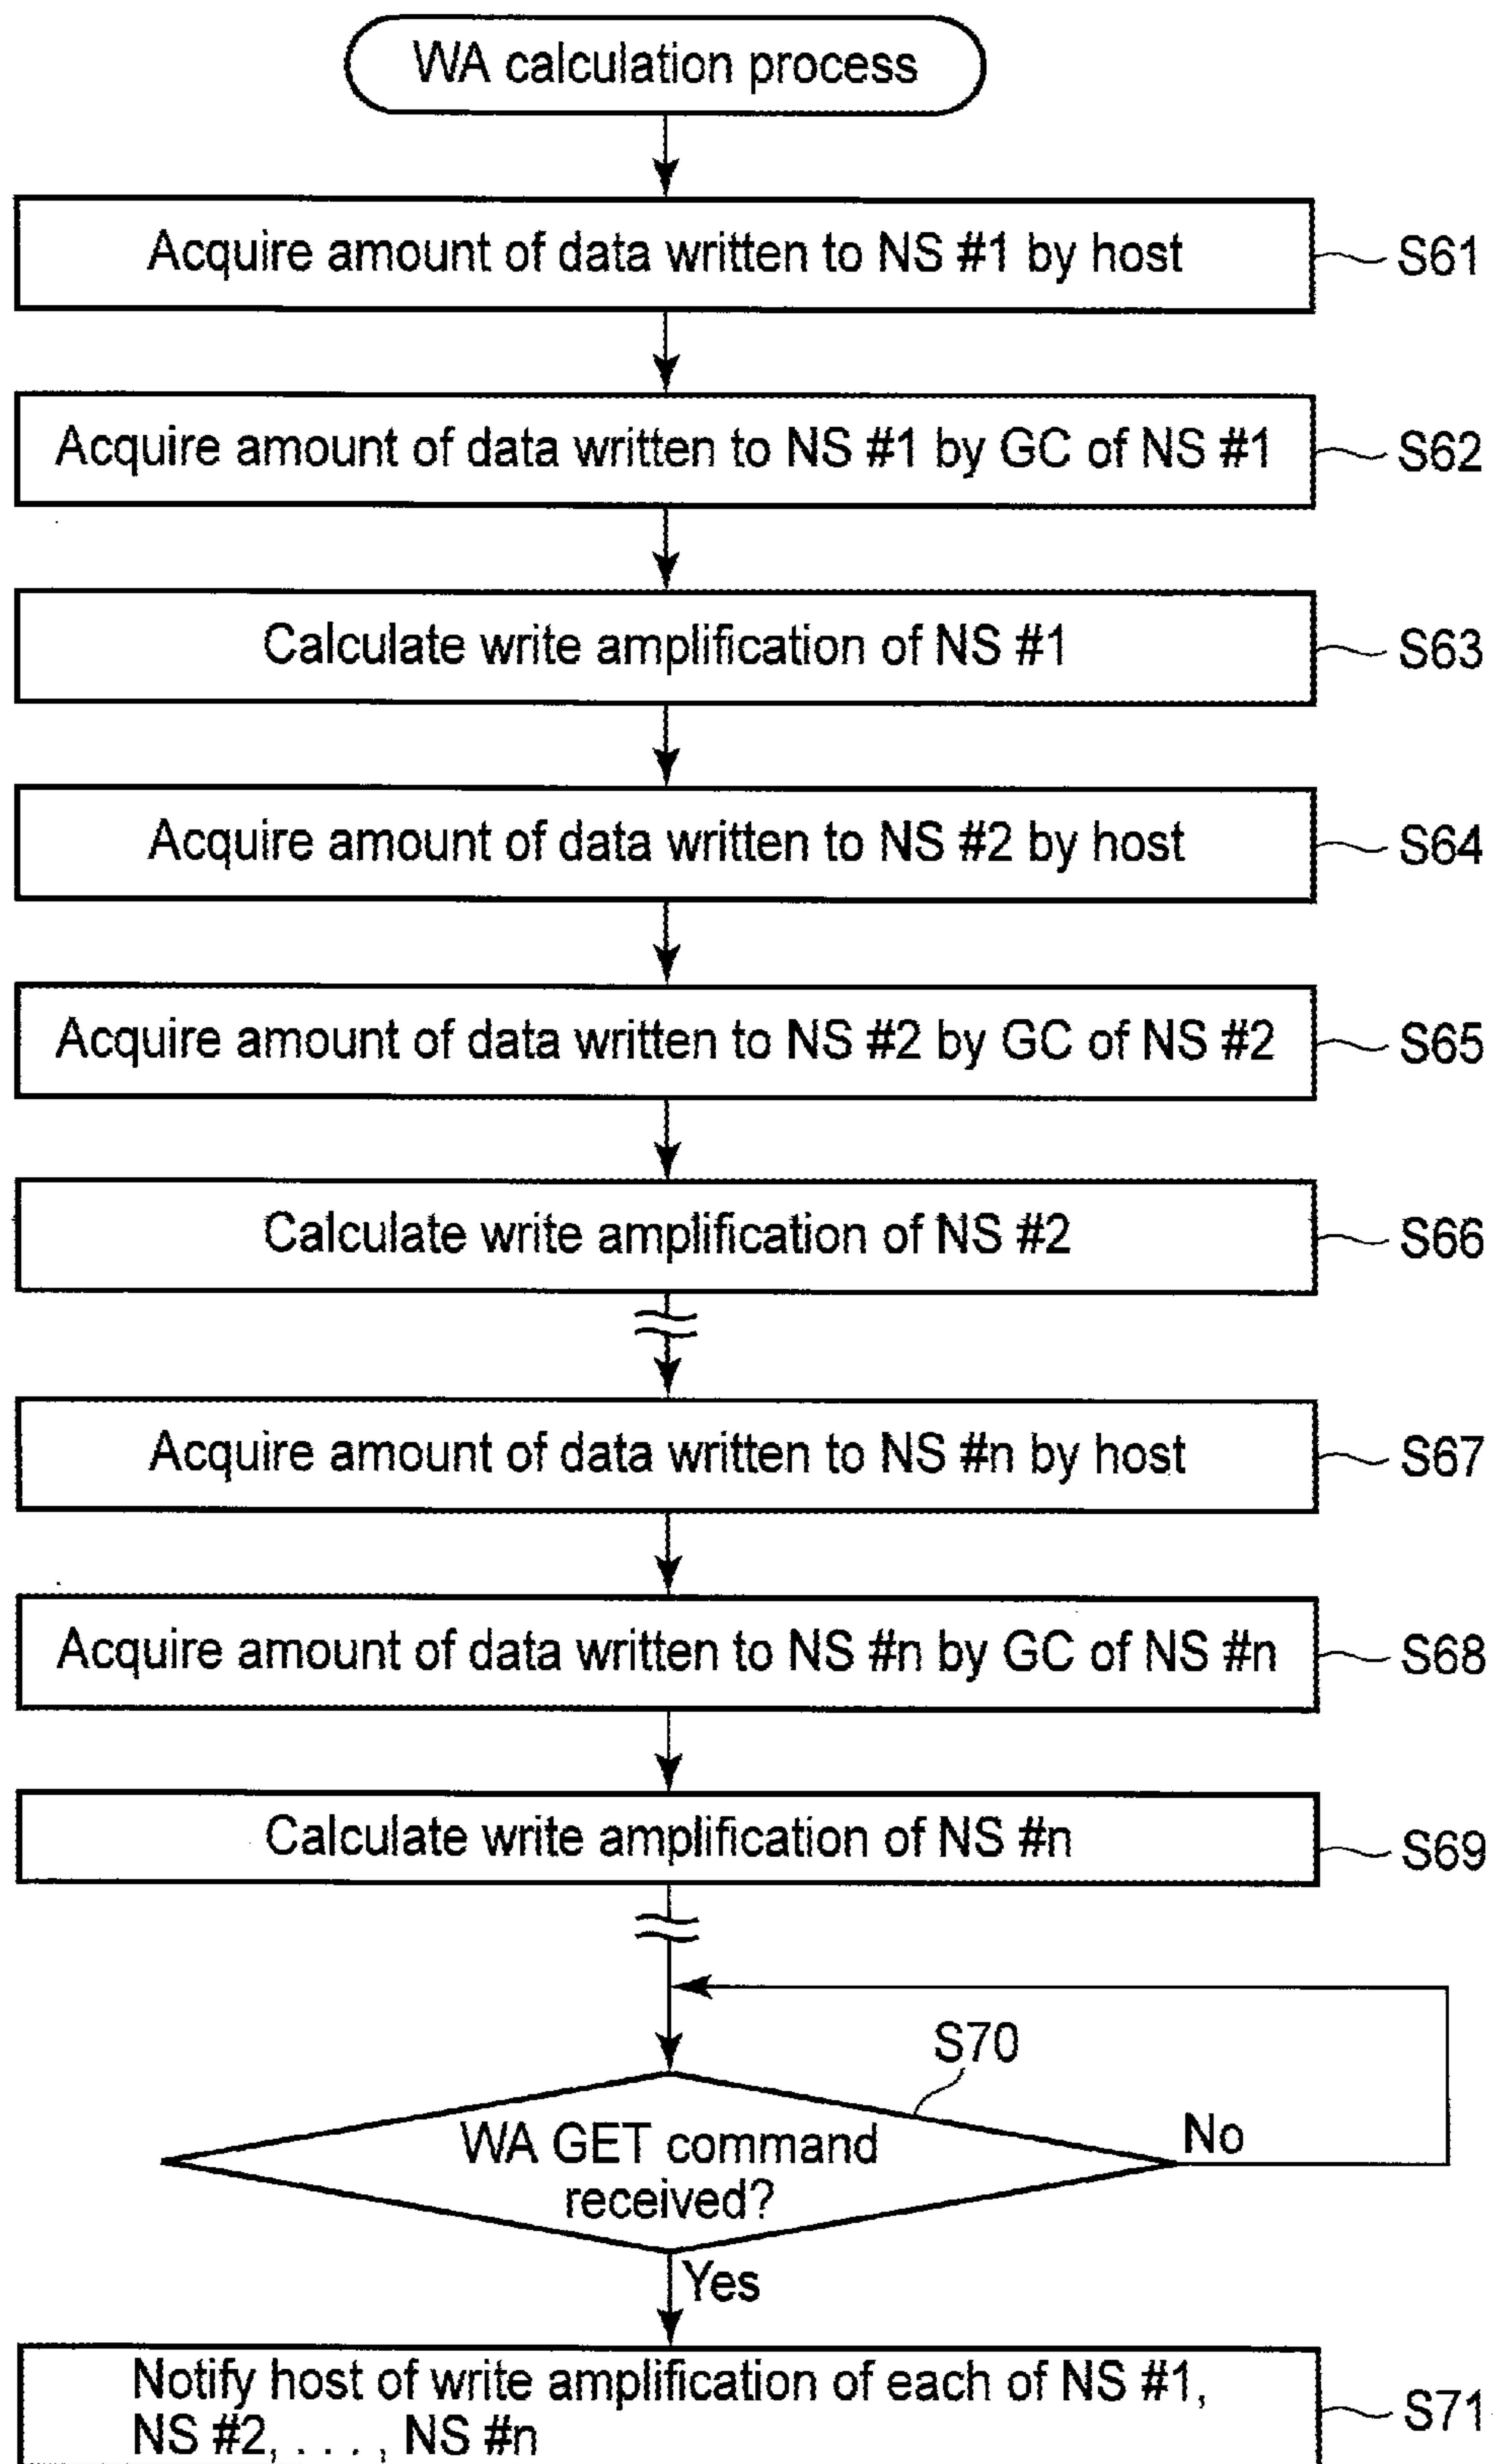 WA calculation process
Acquire amount of data written to NS #1 by host
S61
Acquire amount of data written to NS #1 by GC of NS #1
S62
Calculate write amplification of NS #1
S63
Acquire amount of data written to NS #2 by host
S64
Acquire amount of data written to NS #2 by GC of NS #2
S65
Calculate write amplification of NS #2
S66
Acquire amount of data written to NS #n by host
S67
Acquire amount of data written to NS #n by GC of NS #n
S68
Calculate write amplification of NS #n
S69
S70
WA GET command
received?
No
Yes
Notify host of write amplification of each of NS #1,
NS #2, . . . , NS #n
S71